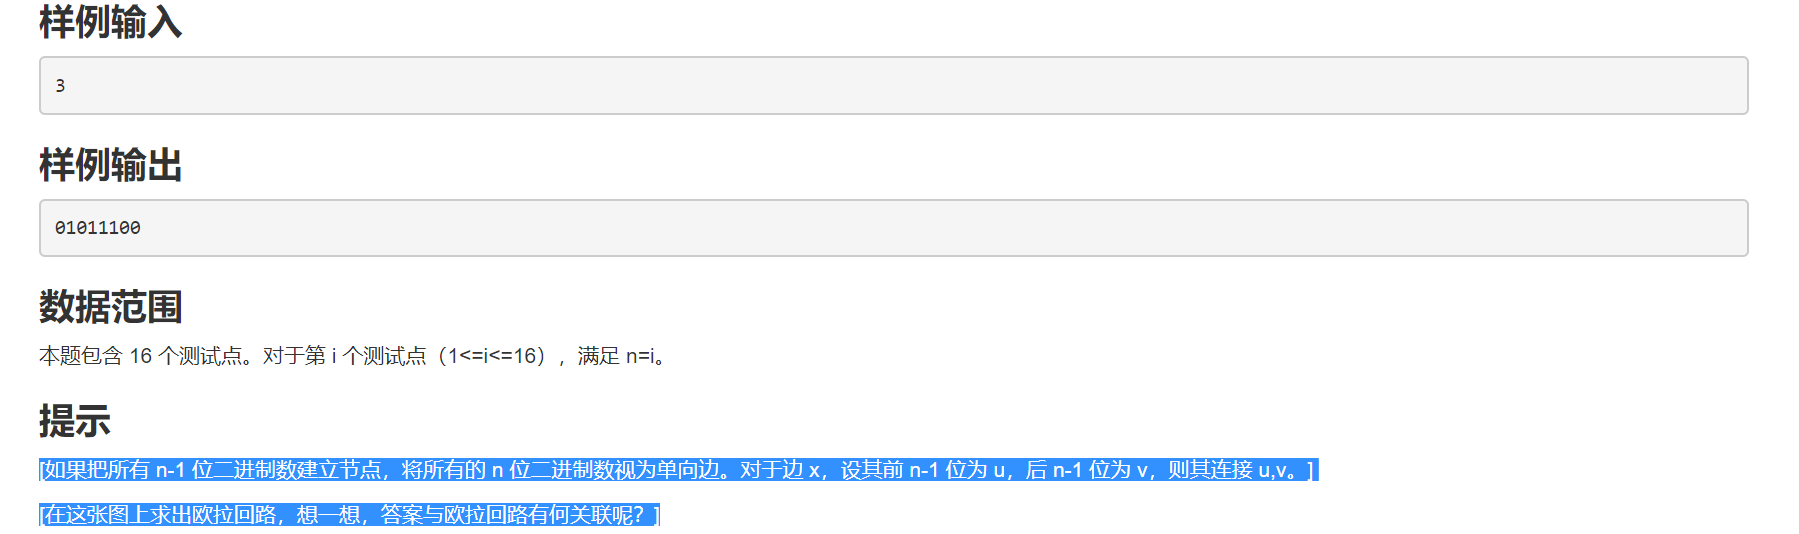 样例输入
3
样例输出
01011100
数据范围
本题包含 16 个测试点。对于第 i 个测试点（1<=i<=16），满足 n=i。
提示
[如果把所有 n-1 位二进制数建立节点，将所有的 n 位二进制数视为单向边。对于边 x，设其前 n-1 位为 u，后 n-1 位为 v，则其连接 u,v。]
[在这张图上求出欧拉回路，想一想，答案与欧拉回路有何关联呢？]